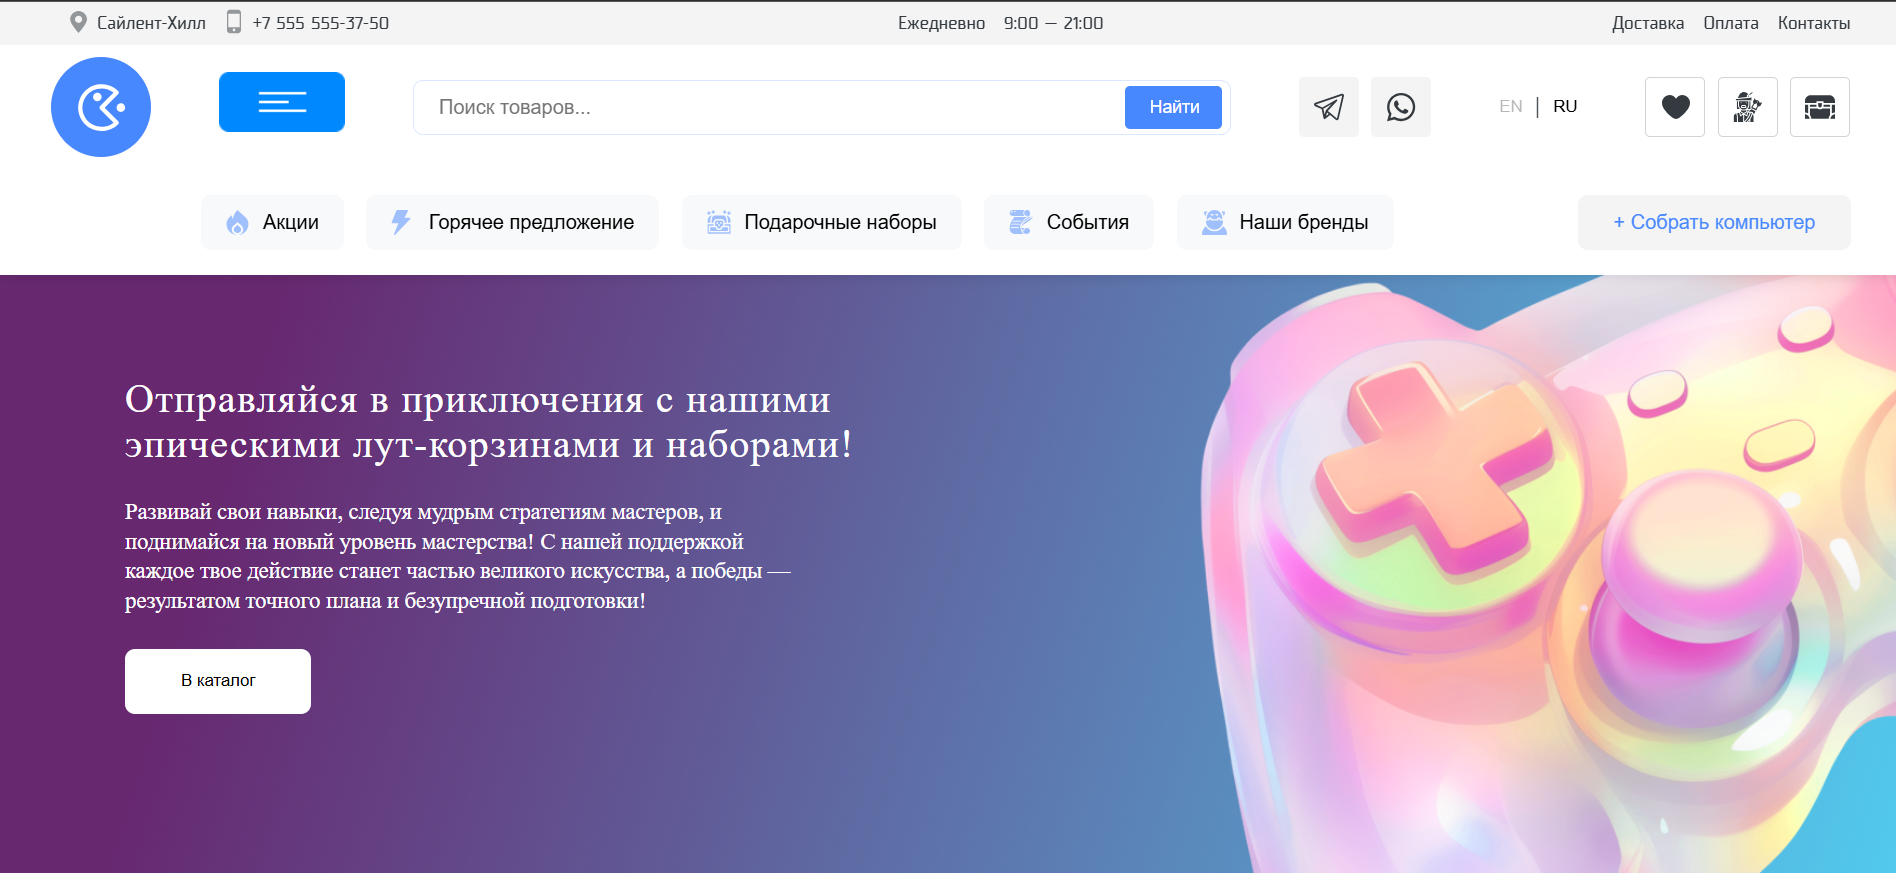 Сайлент-Хилл +7 555 555-37-50 Ежедневно 9:00 — 21:00 Доставка Оплата Контакты
Поиск товаров... Найти EN | RU
Акции Горячее предложение Подарочные наборы События Наши бренды + Собрать компьютер
Отправляйся в приключения с нашими
эпическими лут-корзинами и наборами!
Развивай свои навыки, следуя мудрым стратегиям мастеров, и
поднимайся на новый уровень мастерства! С нашей поддержкой
каждое твое действие станет частью великого искусства, а победы —
результатом точного плана и безупречной подготовки!
В каталог